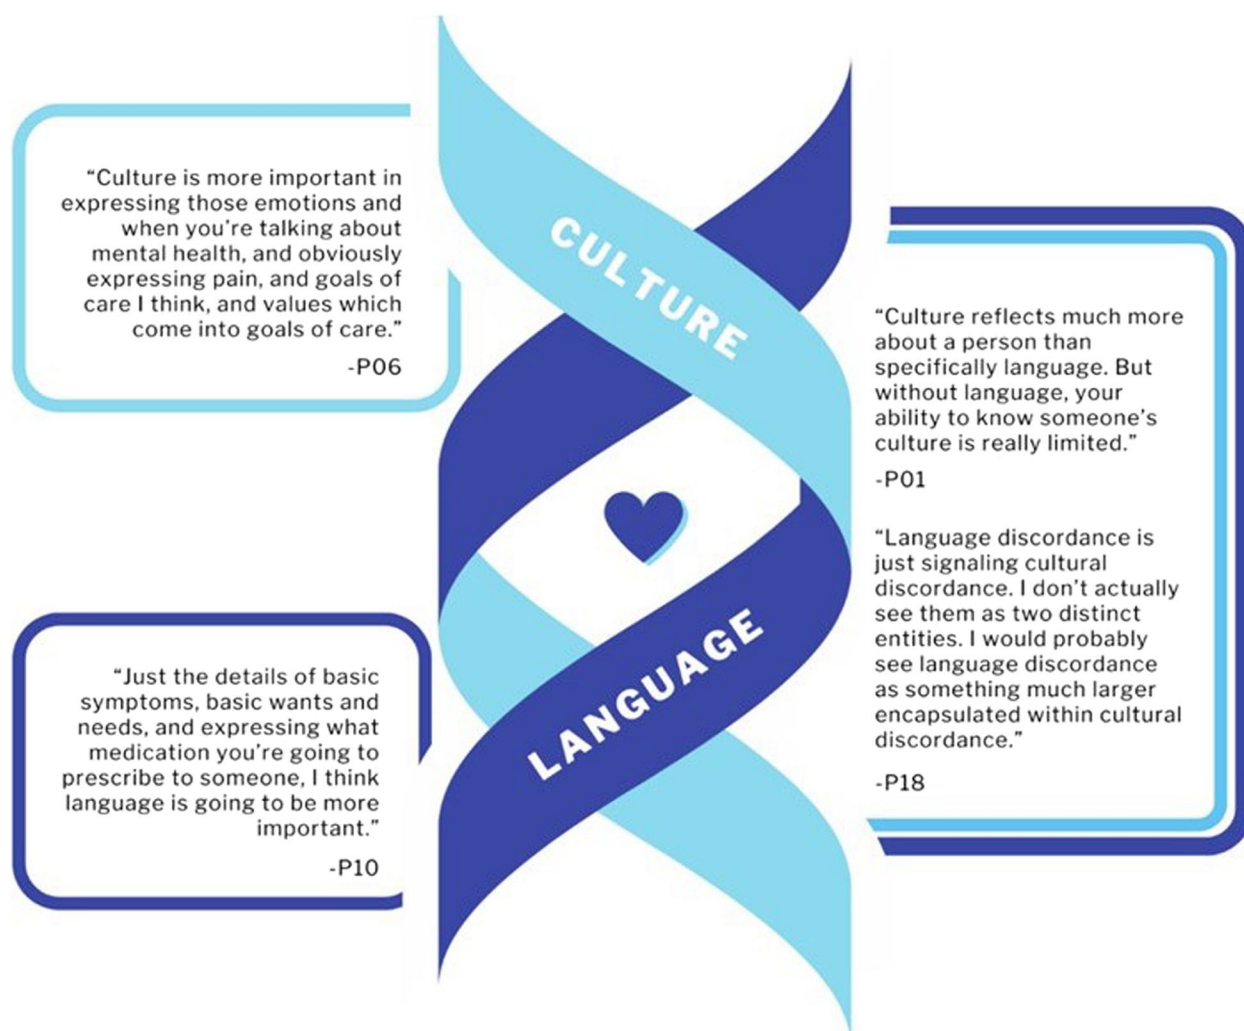 “Culture is more important in
expressing those emotions and
when you’re talking about
mental health, and obviously
expressing pain, and goals of
care I think, and values which
come into goals of care.”
-P06
CULTURE
“Culture reflects much more
about a person than
specifically language. But
without language, your
ability to know someone’s
culture is really limited.”
-P01
“Language discordance is
just signaling cultural
discordance. I don’t actually
see them as two distinct
entities. I would probably
see language discordance
as something much larger
encapsulated within cultural
discordance.”
-P18
LANGUAGE
“Just the details of basic
symptoms, basic wants and
needs, and expressing what
medication you’re going to
prescribe to someone, I think
language is going to be more
important.”
-P10